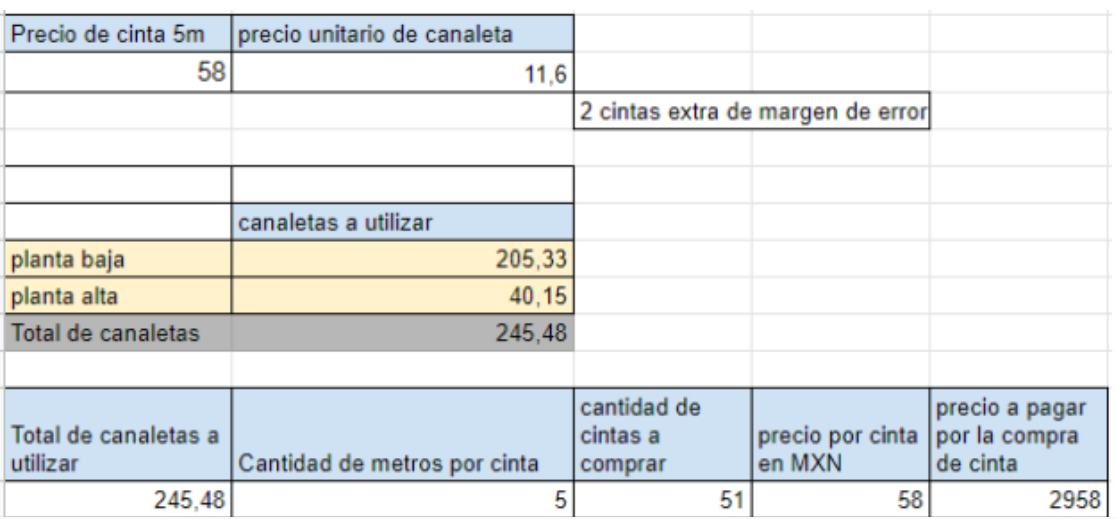 Precio de cinta 5m precio unitario de canaleta
58 11,6
2 cintas extra de margen de error
canaletas a utilizar
planta baja 205,33
planta alta 40,15
Total de canaletas 245,48
Total de canaletas a utilizar Cantidad de metros por cinta cantidad de cintas a comprar precio por cinta en MXN precio a pagar por la compra de cinta
245,48 5 51 58 2958